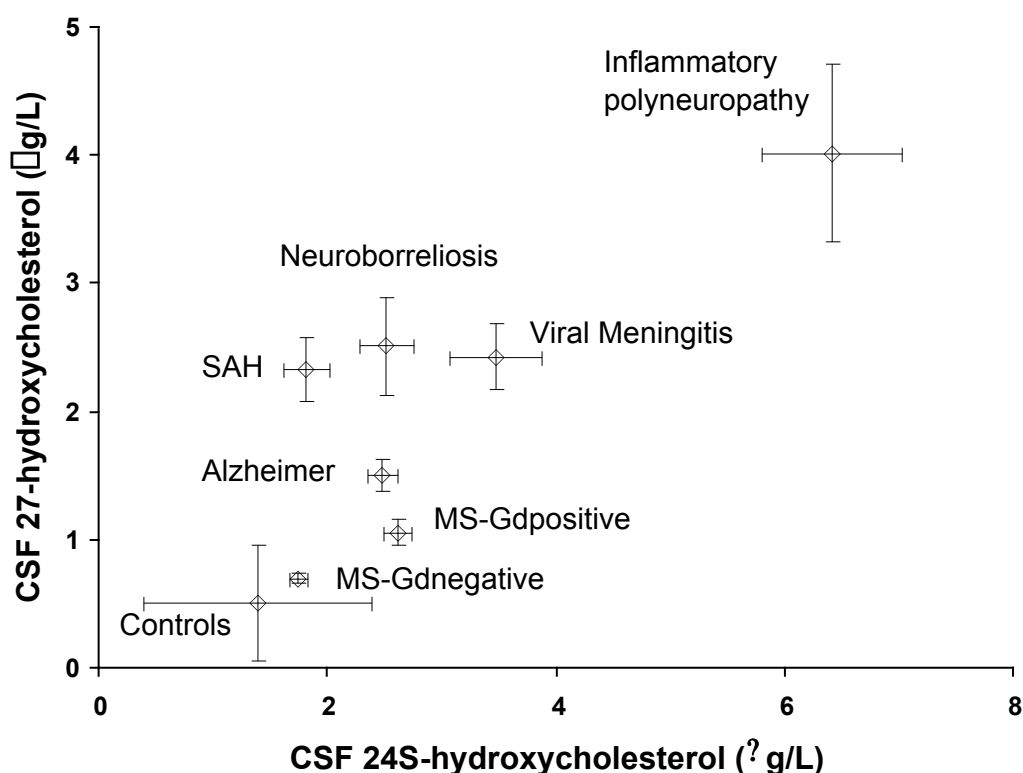 5
Inflammatory
polyneuropathy
4
Neuroborreliosis
3
Viral Meningitis
SAH
2
Alzheimer
MS-Gdpositive
1
MS-Gdnegative
Controls
0
0 2 4 6 8
CSF 27-hydroxycholesterol (□g/L)
CSF 24S-hydroxycholesterol (? g/L)